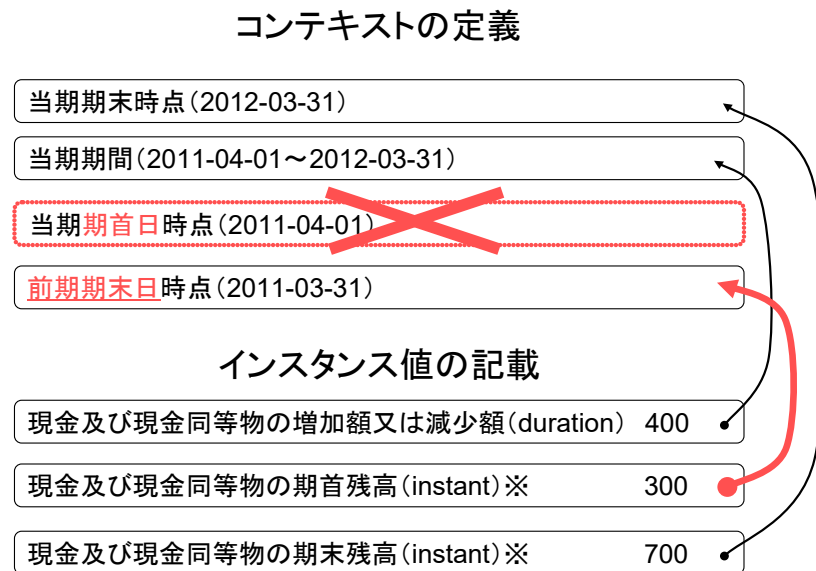 コンテキストの定義
当期期末時点（2012-03-31）
当期期間（2011-04-01～2012-03-31）
当期期首日時点（2011-04-01）
前期期末日時点（2011-03-31）
インスタンス値の記載
現金及び現金同等物の増加額又は減少額（duration） 400
現金及び現金同等物の期首残高（instant）※ 300
現金及び現金同等物の期末残高（instant）※ 700